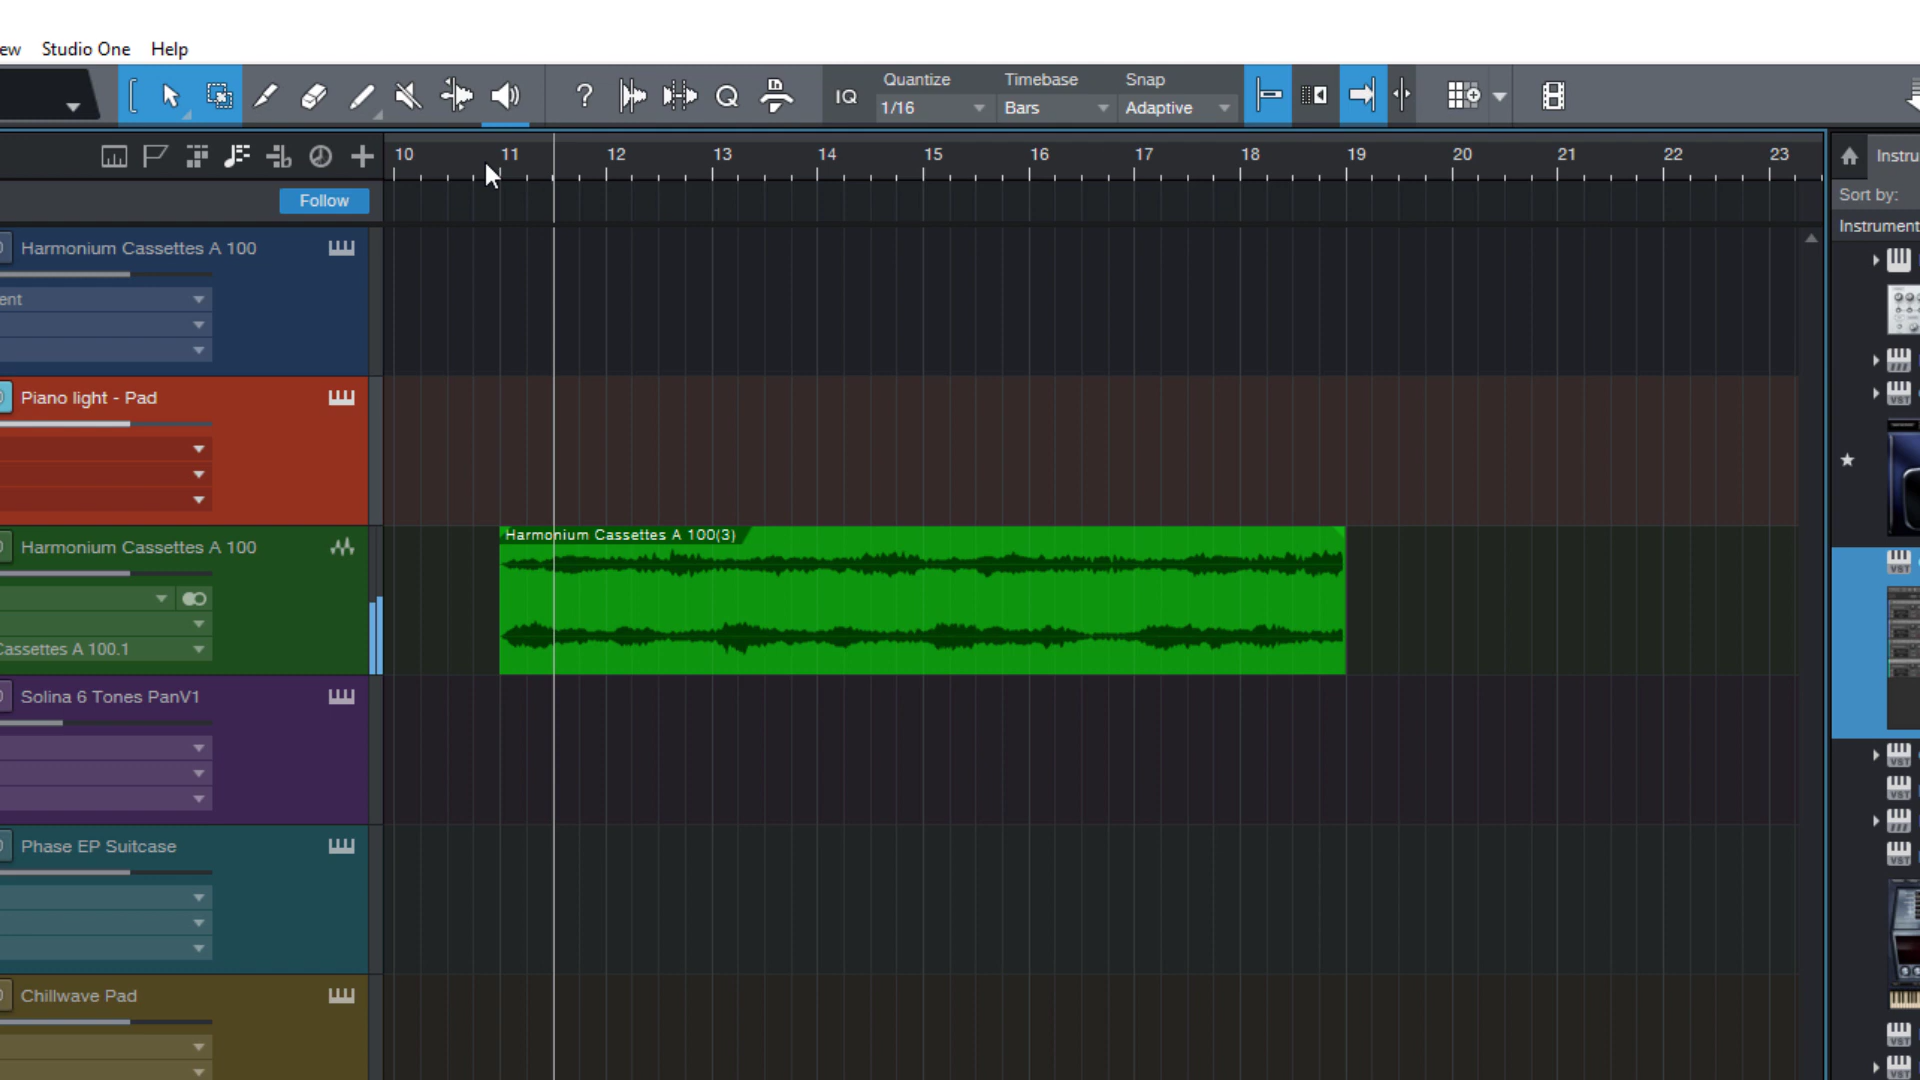 ew Studio One Help
Quantize Timebase Snap
IQ 1/16 Bars Adaptive
10 11 12 13 14 15 16 17 18 19 20 21 22 23
Instru
Sort by:
Follow
Instrument
Harmonium Cassettes A 100
ent
Piano light - Pad
Harmonium Cassettes A 100(3)
Harmonium Cassettes A 100
Cassettes A 100.1
Solina 6 Tones PanV1
Phase EP Suitcase
Chillwave Pad